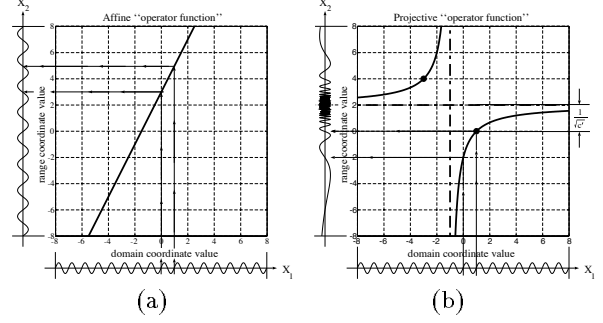 X2 X2
Affine ‘‘operator function’’ Projective ‘‘operator function’’
8 8
6 6
4 4
2 2
0 0
-2 -2
-4 -4
-6 -6
-8 -8
range coordinate value range coordinate value
1
√c'
-8 -6 -4 -2 0 2 4 6 8 -8 -6 -4 -2 0 2 4 6 8
domain coordinate value domain coordinate value
X1 X1
(a) (b)